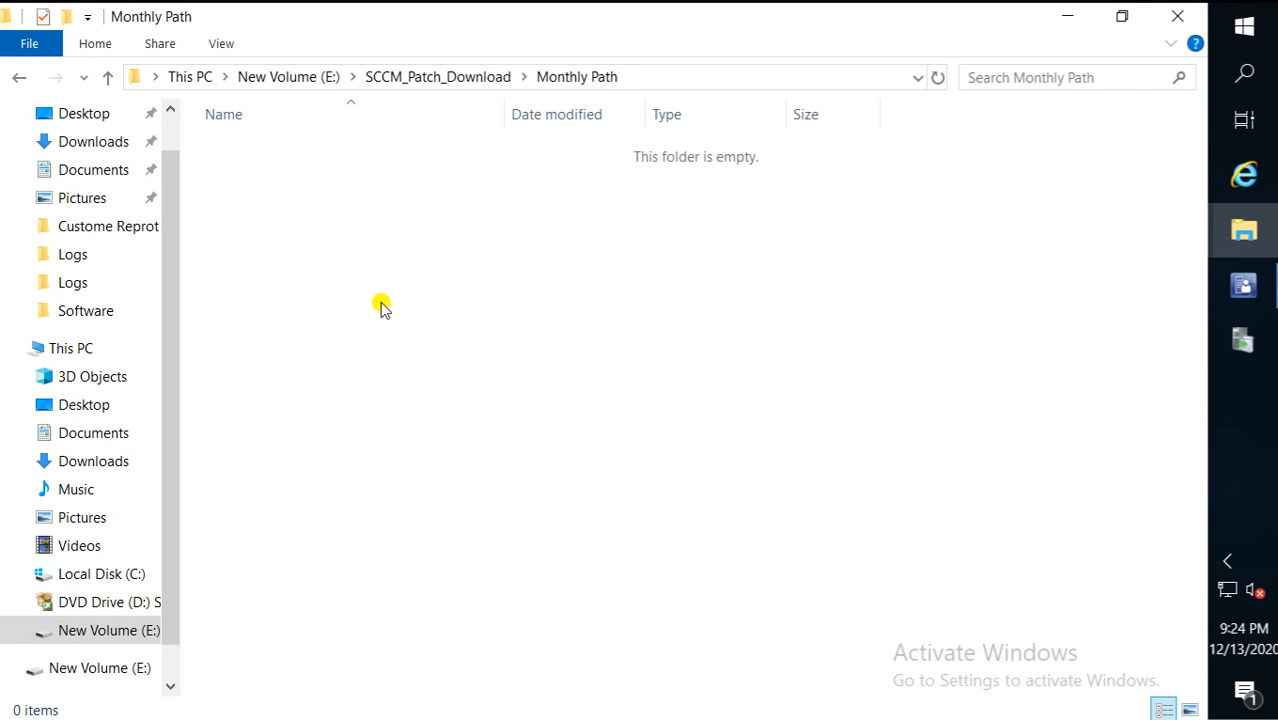 Monthly Path
File Home Share View
This PC New Volume (E:) SCCM_Patch_Download Monthly Path
Search Monthly Path
Name Date modified Type Size
This folder is empty.
Desktop
Downloads
Documents
Pictures
Custome Reprot
Logs
Logs
Software
This PC
3D Objects
Desktop
Documents
Downloads
Music
Pictures
Videos
Local Disk (C:)
DVD Drive (D:) S
New Volume (E:)
New Volume (E:)
0 items
Activate Windows
Go to Settings to activate Windows.
9:24 PM
12/13/2020
1